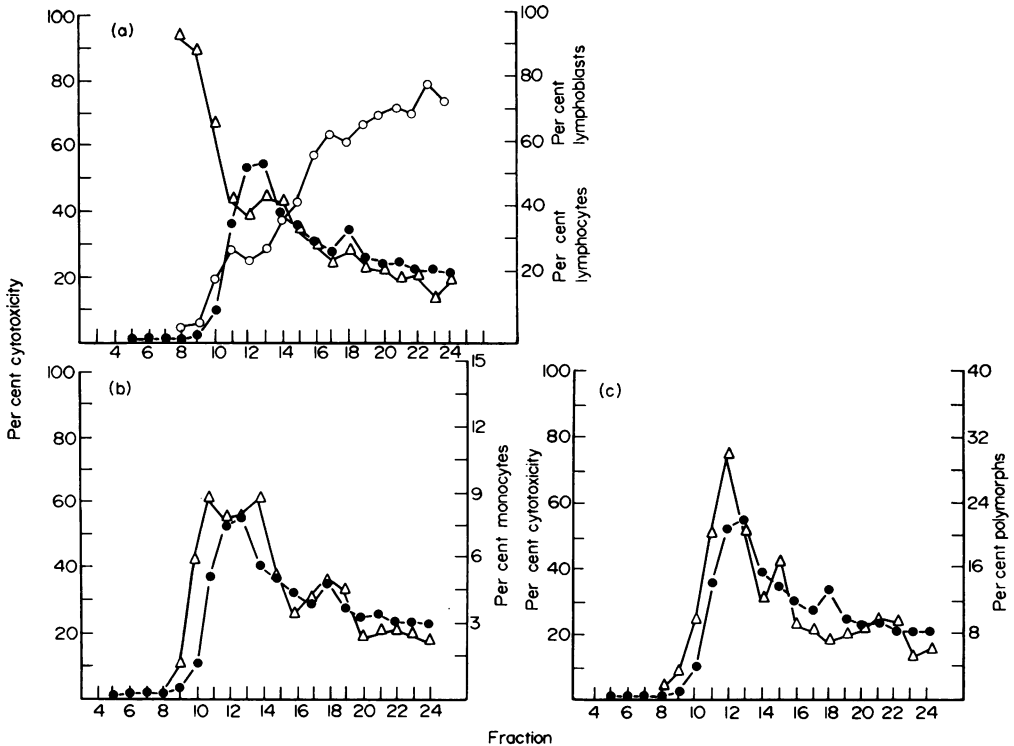 (a)
100
80
60
40
20
100
80
60
40
20
Per cent lymphoblasts
Per cent lymphocytes
4 6 8 10 12 14 16 18 20 22 24
Per cent cytotoxicity
(b)
100
80
60
40
20
15
12
9
6
3
Per cent monocytes
4 6 8 10 12 14 16 18 20 22 24
(c)
100
80
60
40
20
Per cent cytotoxicity
40
32
24
16
8
Per cent polymorphs
4 6 8 10 12 14 16 18 20 22 24
Fraction